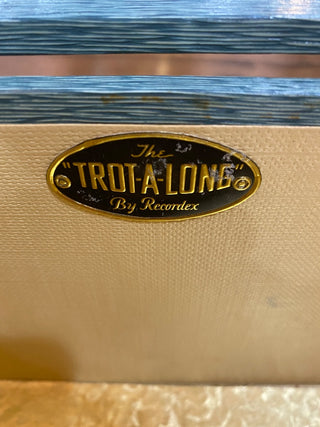 The
"TROT-A-LONG"
By Recordex